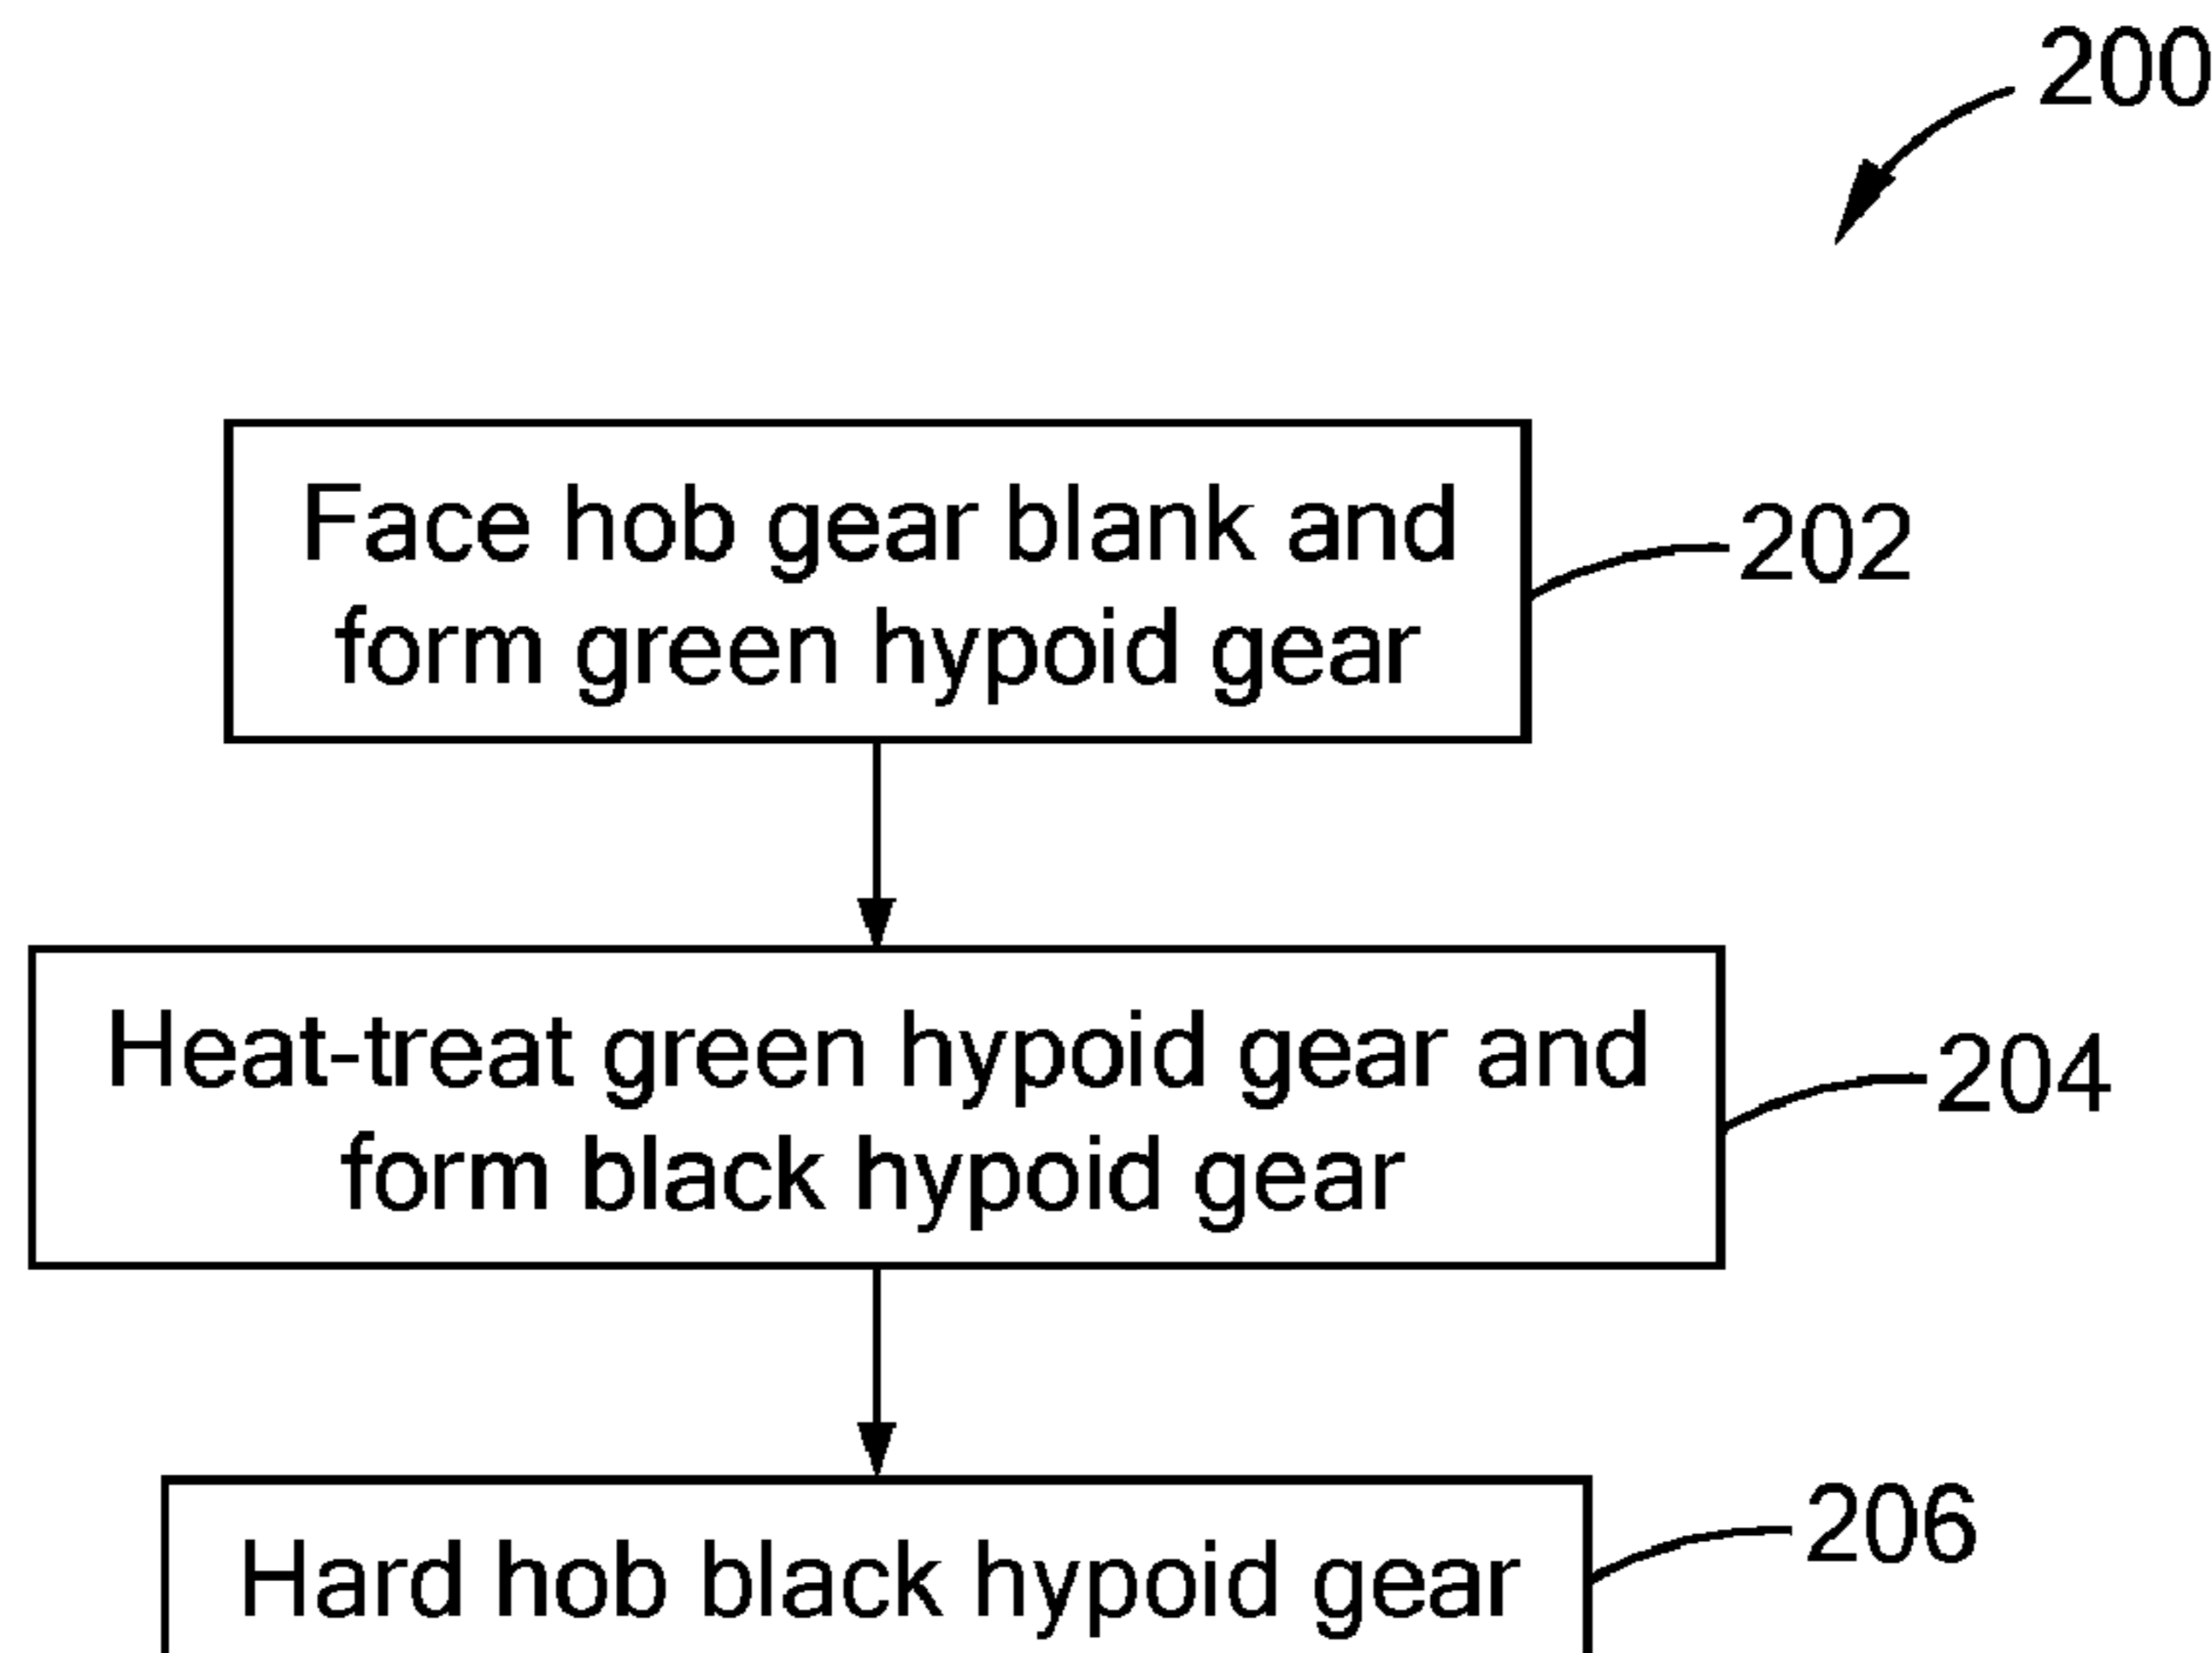 200
Face hob gear blank and
form green hypoid gear
202
Heat-treat green hypoid gear and
form black hypoid gear
204
Hard hob black hypoid gear
206